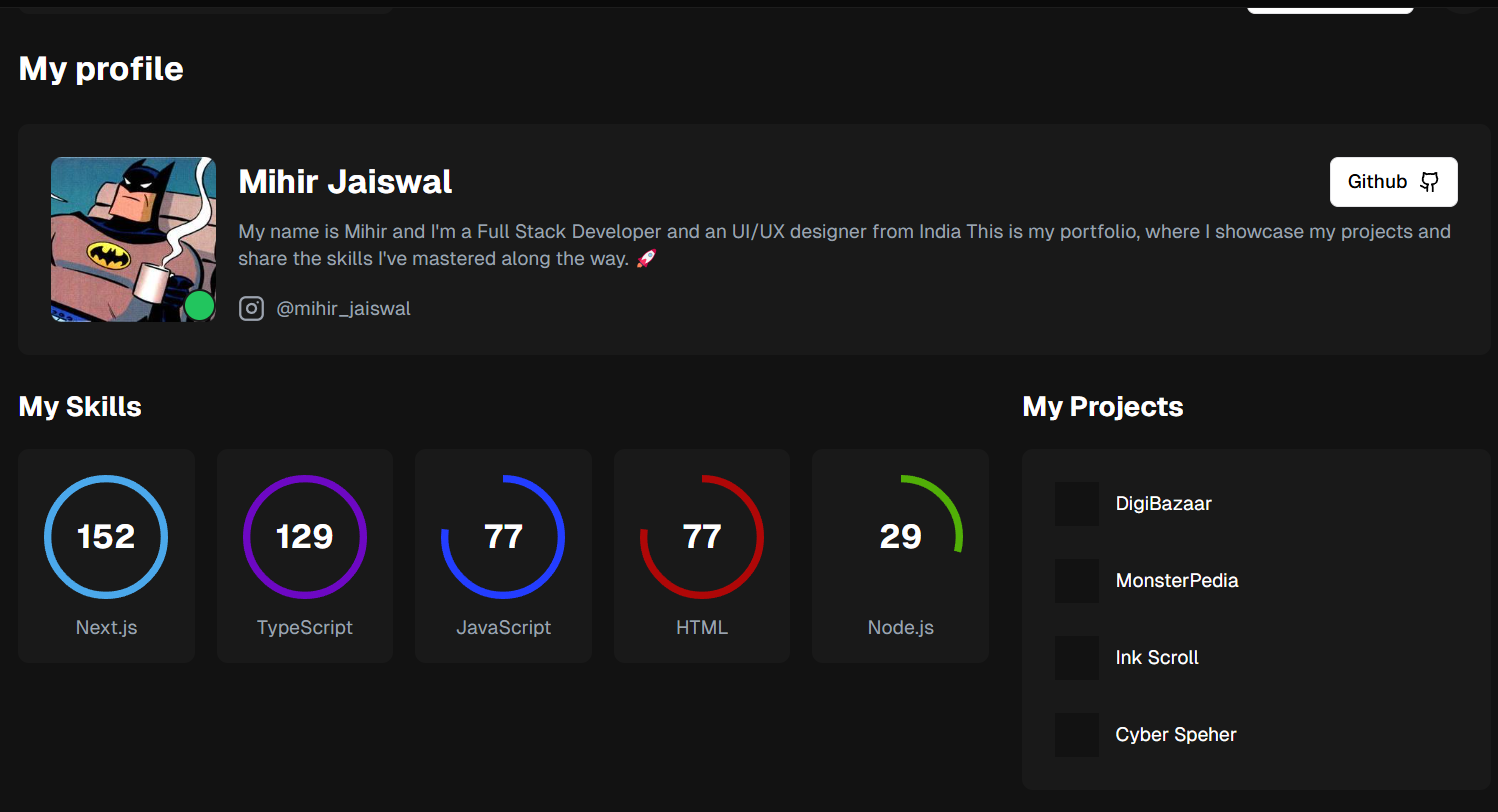 My profile
Mihir Jaiswal
Github
My name is Mihir and I'm a Full Stack Developer and an UI/UX designer from India This is my portfolio, where I showcase my projects and
share the skills I've mastered along the way. 🚀
@mihir_jaiswal
My Skills
152
Next.js
129
TypeScript
77
JavaScript
77
HTML
29
Node.js
My Projects
DigiBazaar
MonsterPedia
Ink Scroll
Cyber Speher